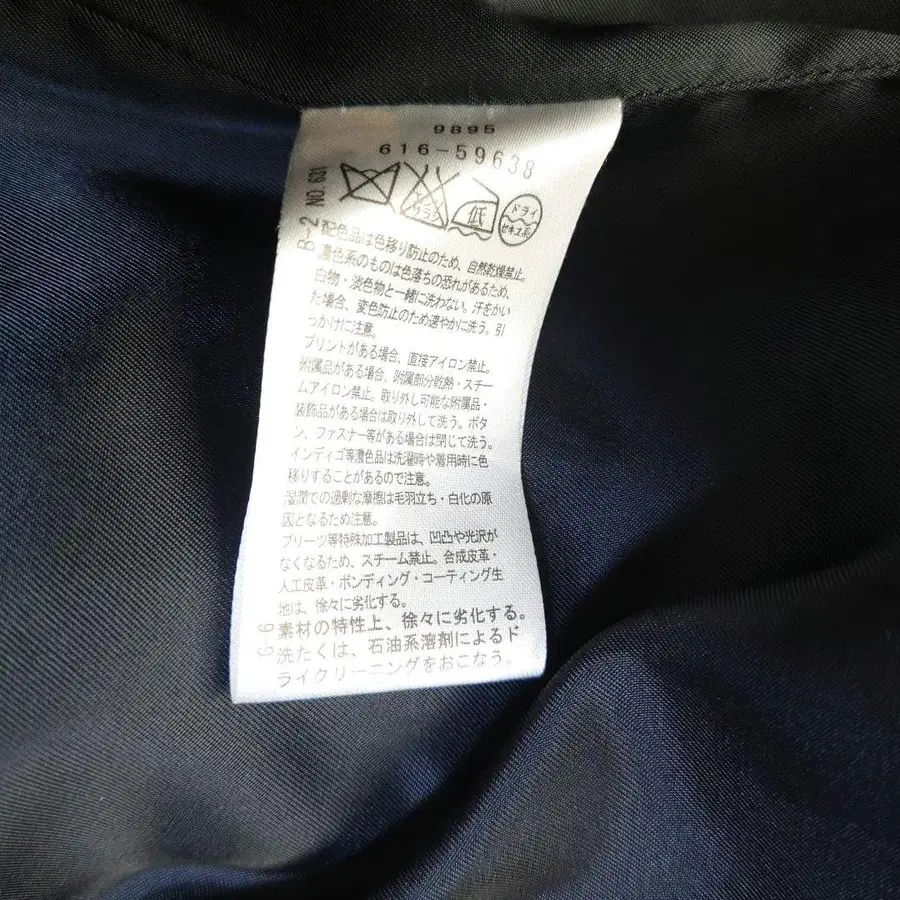 9895
616-59638
NO. 631
エンソ
サラシ
低
ドライ
セキユ系
B-2
配色品は色移り防止のため、自然乾燥禁止。
濃色系のものは色落ちの恐れがあるため、
白物・淡色物と一緒に洗わない。汗をかい
た場合、変色防止のため速やかに洗う。引
っかけに注意。
プリントがある場合、直接アイロン禁止。
附属品がある場合、附属部分乾熱・スチー
ムアイロン禁止。取り外し可能な附属品・
装飾品がある場合は取り外して洗う。ボタ
ン、ファスナー等がある場合は閉じて洗う。
インディゴ等濃色品は洗濯時や着用時に色
移りすることがあるので注意。
湿潤での過剰な摩擦は毛羽立ち・白化の原
因となるため注意。
プリーツ等特殊加工製品は、凹凸や光沢が
なくなるため、スチーム禁止。合成皮革・
人工皮革・ボンディング・コーティング生
地は、徐々に劣化する。
G-6
素材の特性上、徐々に劣化する。
洗たくは、石油系溶剤によるド
ライクリーニングをおこなう。